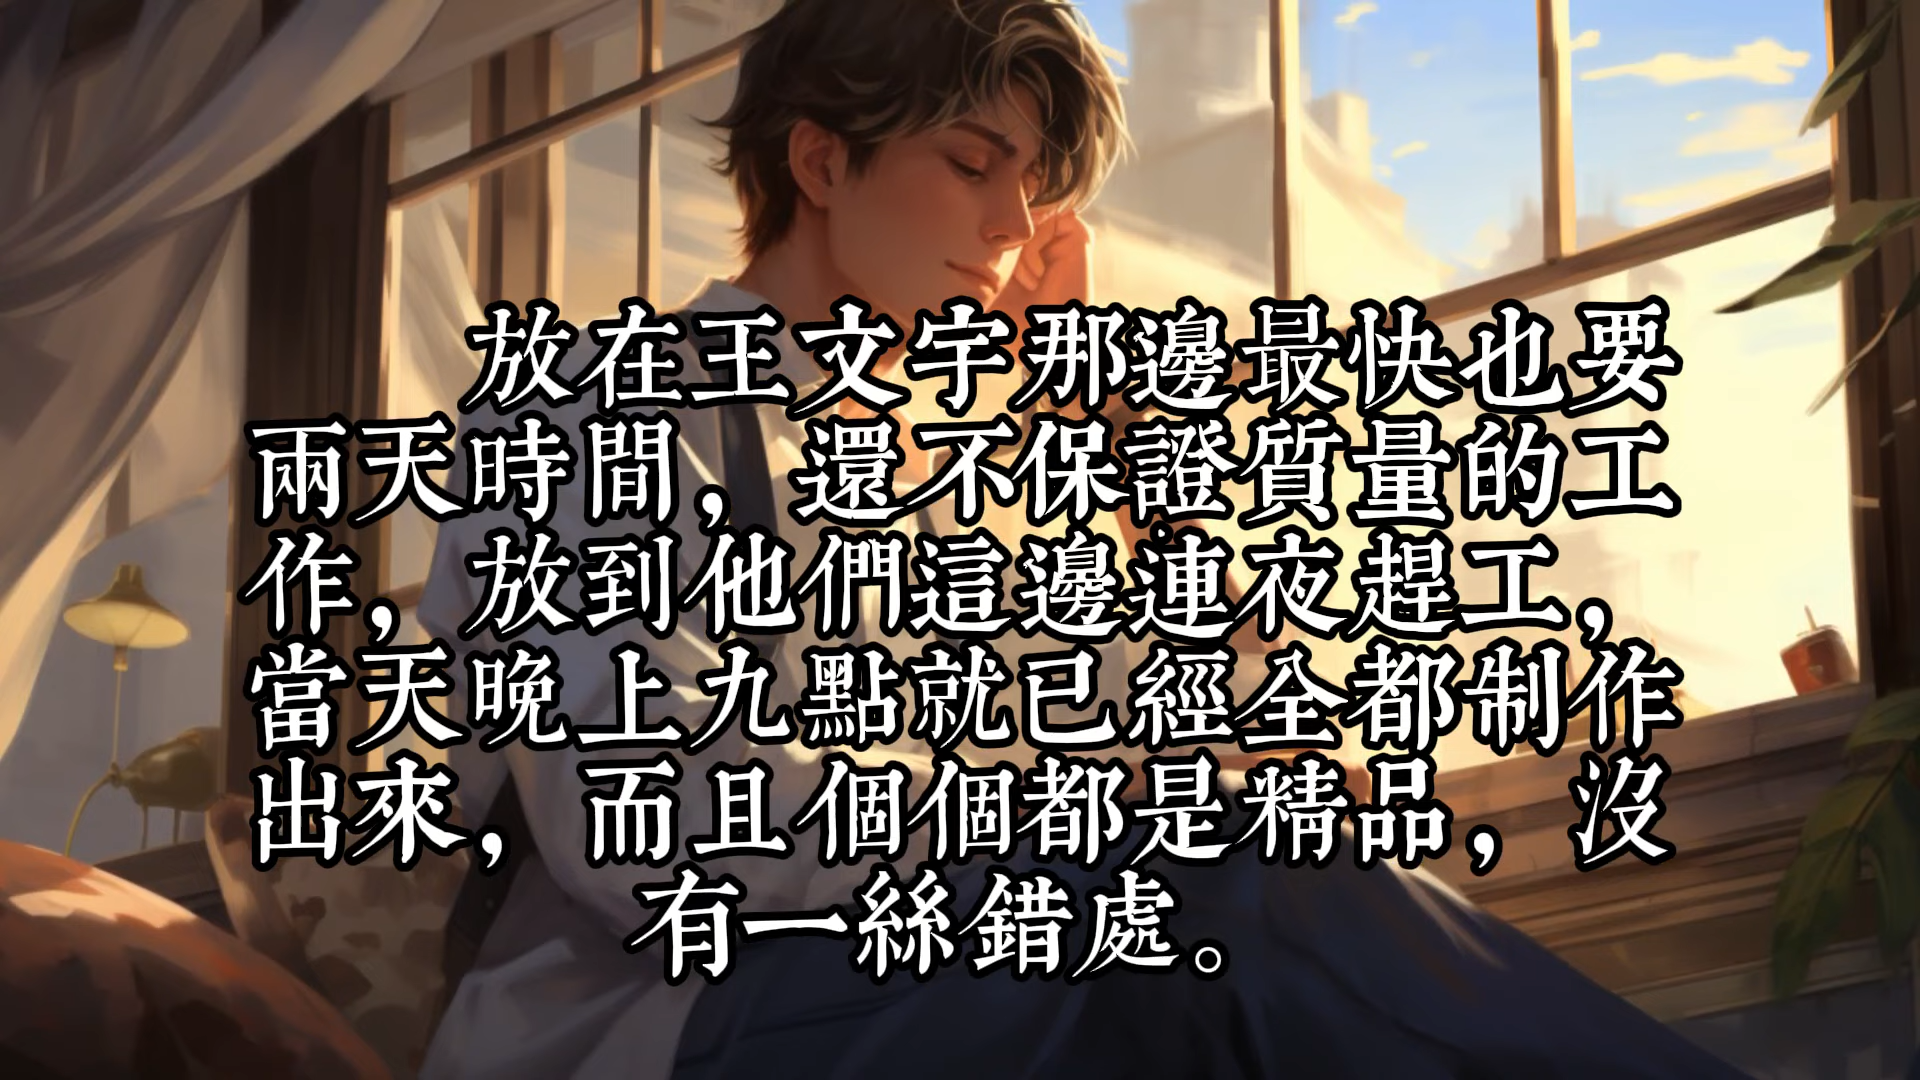 放在王文宇那邊最快也要
兩天時間，還不保證質量的工
作，放到他們這邊連夜趕工，
當天晚上九點就已經全都制作
出來，而且個個都是精品，沒
有一絲錯處。